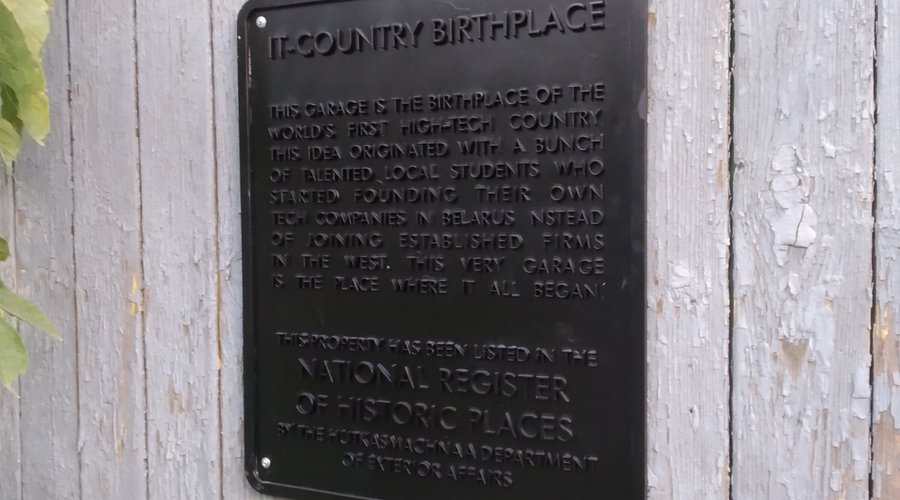 IT-COUNTRY BIRTHPLACE
THIS GARAGE IS THE BIRTHPLACE OF THE
WORLD'S FIRST HIGH-TECH COUNTRY.
THIS IDEA ORIGINATED WITH A BUNCH
OF TALENTED LOCAL STUDENTS WHO
STARTED FOUNDING THEIR OWN
TECH COMPANIES IN BELARUS INSTEAD
OF JOINING ESTABLISHED FIRMS
IN THE WEST. THIS VERY GARAGE
IS THE PLACE WHERE IT ALL BEGAN.
THIS PROPERTY HAS BEEN LISTED IN THE
NATIONAL REGISTER
OF HISTORIC PLACES
BY THE HUTKASMACHNAA DEPARTMENT
OF EXTERIOR AFFAIRS